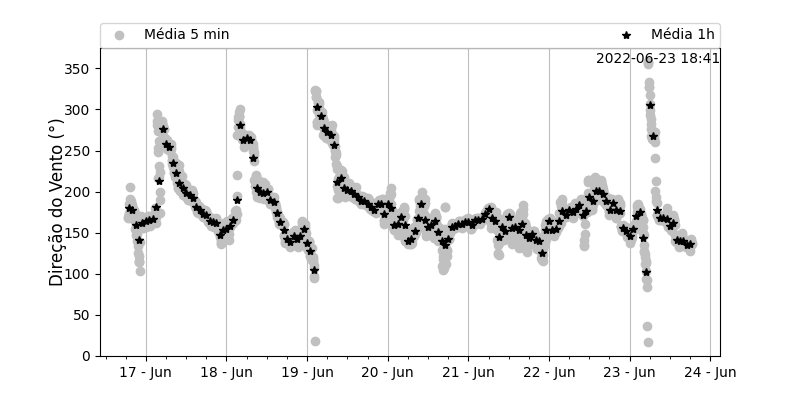 Média 5 min
Média 1h
2022-06-23 18:41
Direção do Vento (°)
350
300
250
200
150
100
50
0
17 - Jun
18 - Jun
19 - Jun
20 - Jun
21 - Jun
22 - Jun
23 - Jun
24 - Jun